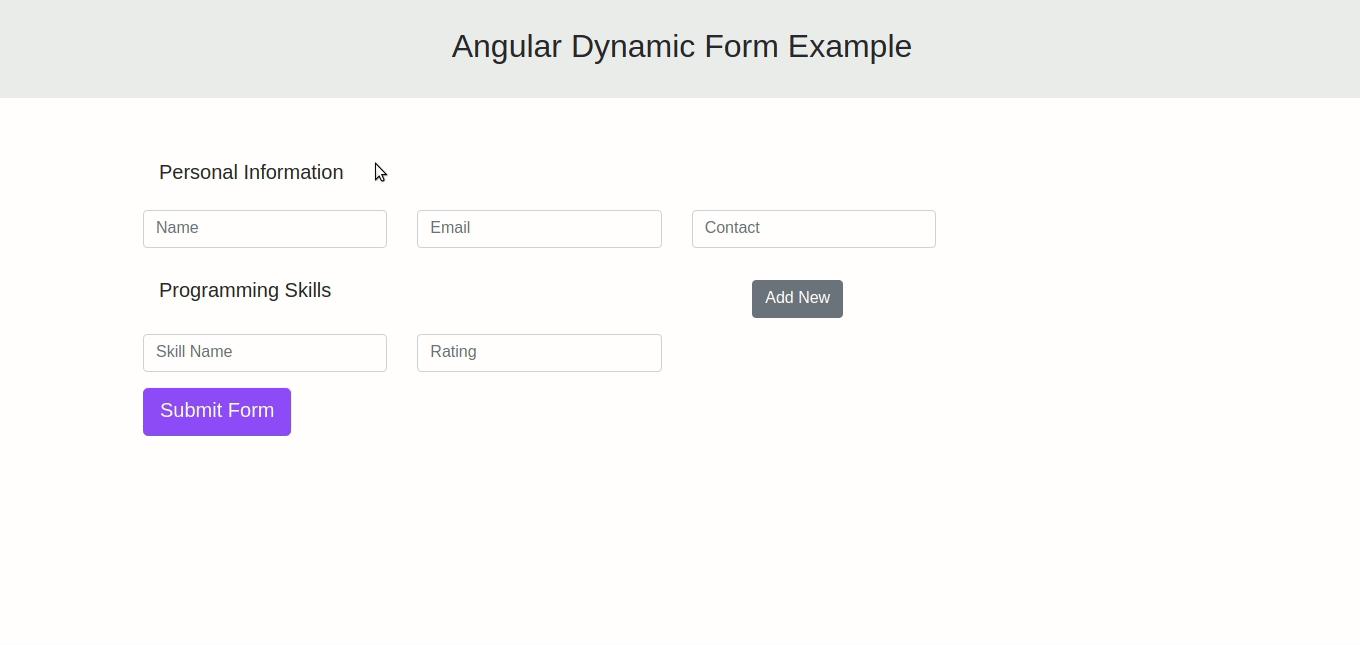 Angular Dynamic Form Example
Personal Information
Name Email Contact
Programming Skills Add New
Skill Name Rating
Submit Form